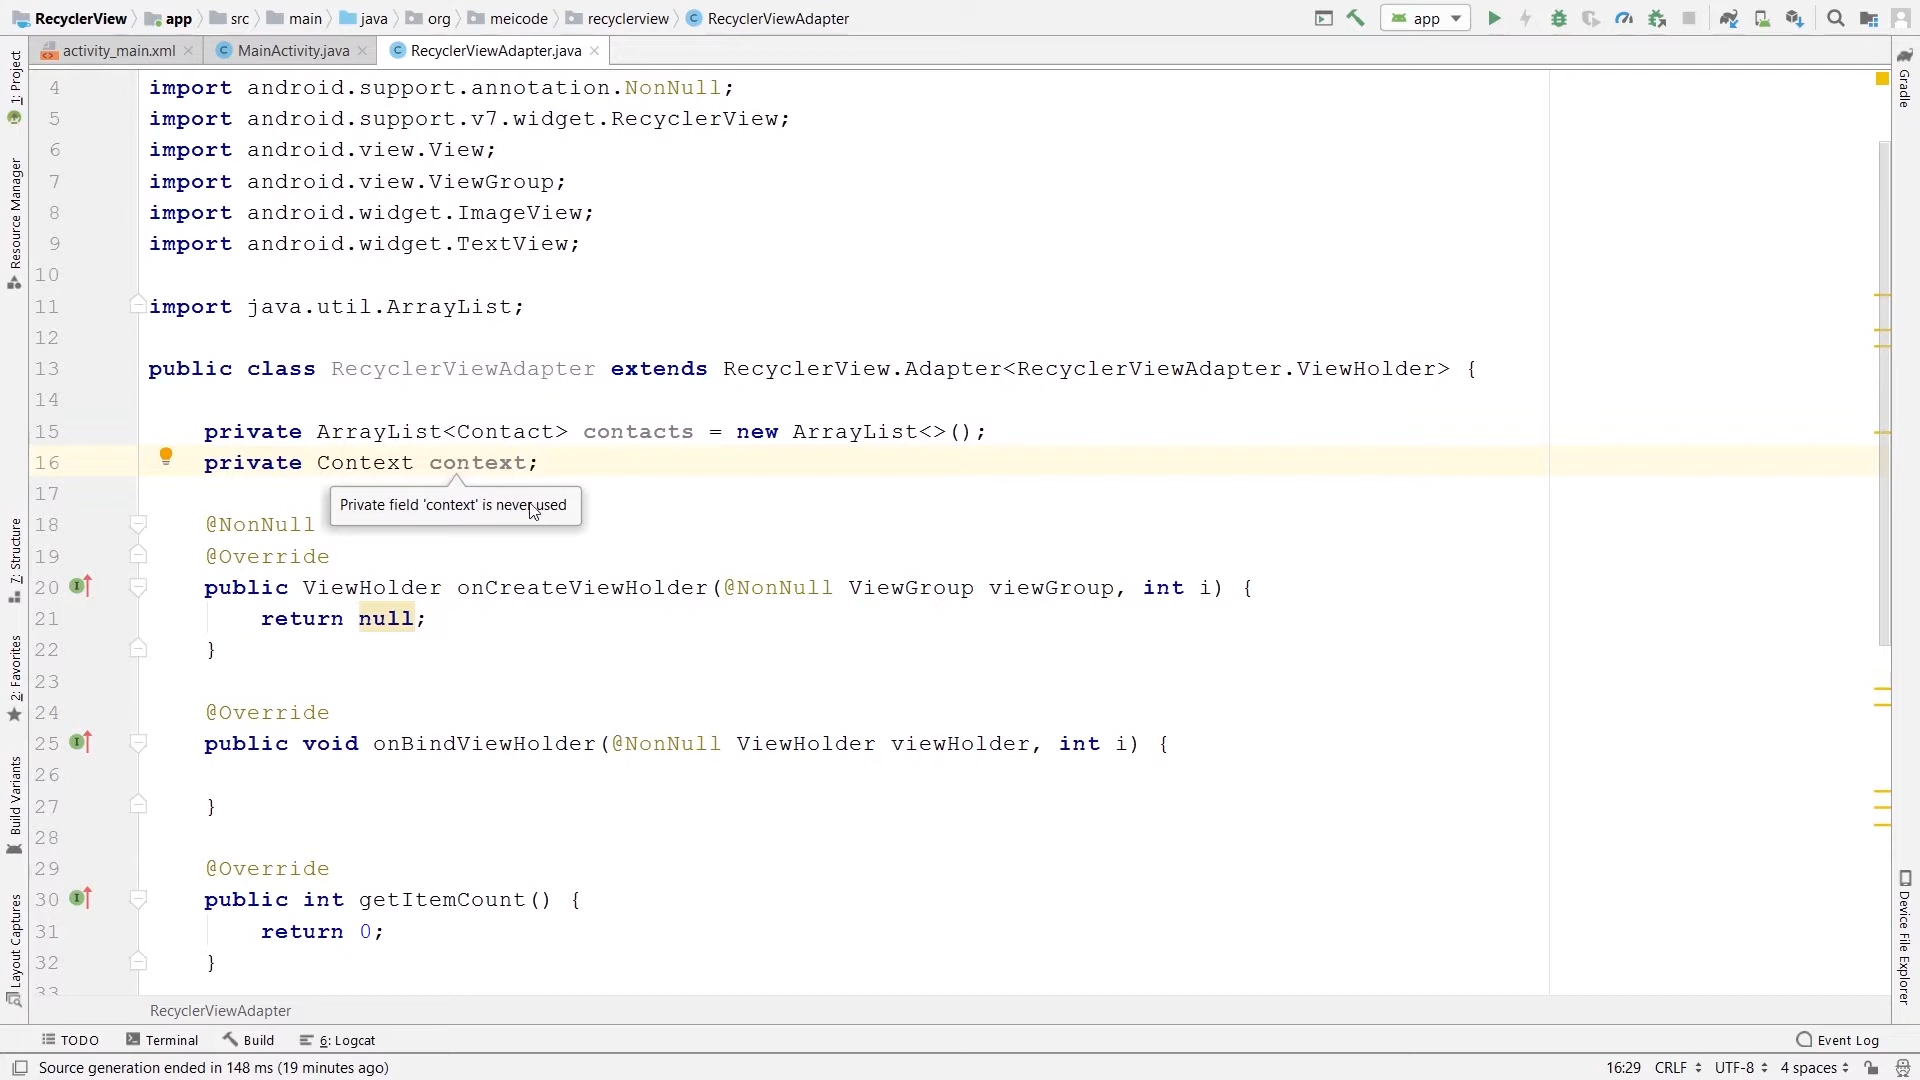 RecyclerView app src main java org meicode recyclerview RecyclerViewAdapter app
activity_main.xml MainActivity.java RecyclerViewAdapter.java
4 import android.support.annotation.NonNull;
5 import android.support.v7.widget.RecyclerView;
6 import android.view.View;
7 import android.view.ViewGroup;
8 import android.widget.ImageView;
9 import android.widget.TextView;
10
11 import java.util.ArrayList;
12
13 public class RecyclerViewAdapter extends RecyclerView.Adapter<RecyclerViewAdapter.ViewHolder> {
14
15 private ArrayList<Contact> contacts = new ArrayList<>();
16 private Context context;
17
Private field 'context' is never used
18 @NonNull
19 @Override
20 public ViewHolder onCreateViewHolder(@NonNull ViewGroup viewGroup, int i) {
21 return null;
22 }
23
24 @Override
25 public void onBindViewHolder(@NonNull ViewHolder viewHolder, int i) {
26
27 }
28
29 @Override
30 public int getItemCount() {
31 return 0;
32 }
33
RecyclerViewAdapter
1: Project
Resource Manager
7: Structure
2: Favorites
Build Variants
Layout Captures
Gradle
Device File Explorer
TODO Terminal Build 6: Logcat Event Log
Source generation ended in 148 ms (19 minutes ago) 16:29 CRLF UTF-8 4 spaces